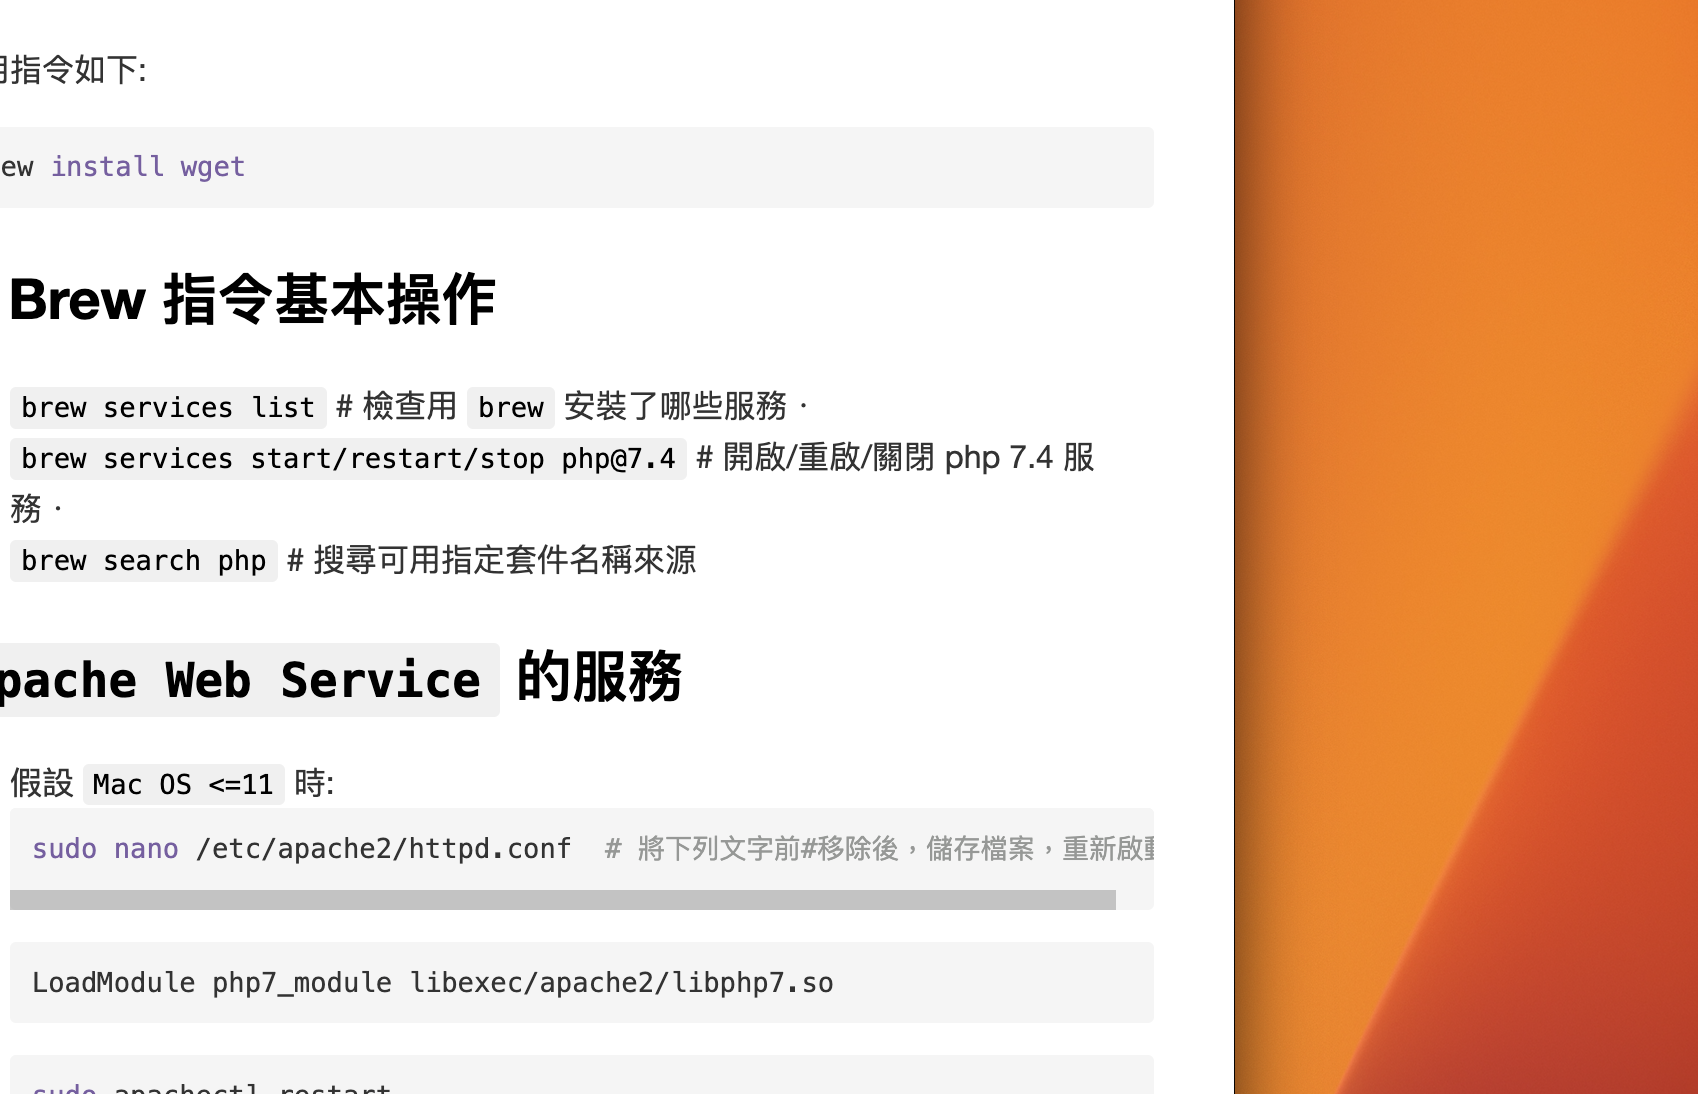 指令如下:
ew install wget
Brew 指令基本操作
brew services list # 檢查用 brew 安裝了哪些服務．
brew services start/restart/stop php@7.4 # 開啟/重啟/關閉 php 7.4 服
務．
brew search php # 搜尋可用指定套件名稱來源
pache Web Service 的服務
假設 Mac OS <=11 時:
sudo nano /etc/apache2/httpd.conf # 將下列文字前#移除後，儲存檔案，重新啟
LoadModule php7_module libexec/apache2/libphp7.so
sudo apachectl restart